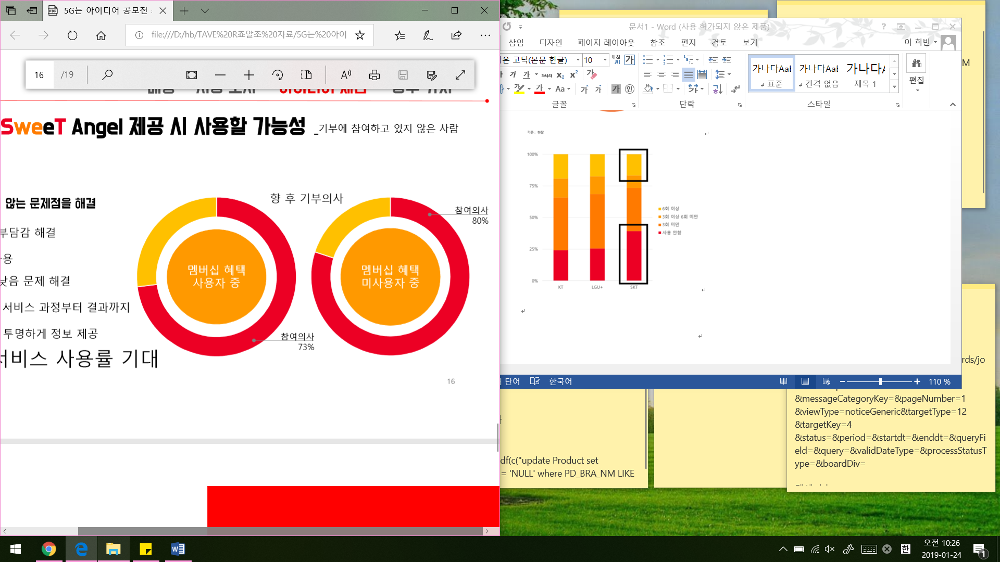 5G는 아이디어 공모전
file:///D:/hb/TAVE%20R죠알조%20자료/5G는%20아이
16
/19
SweeT Angel 제공 시 사용할 가능성 _기부에 참여하고 있지 않은 사람
않는 문제점을 해결
부담감 해결
용
낮음 문제 해결
서비스 과정부터 결과까지
투명하게 정보 제공
서비스 사용률 기대
향 후 기부의사
멤버십 혜택
사용자 중
참여의사
73%
멤버십 혜택
미사용자 중
참여의사
80%
16
문서1 - Word (사용 허가되지 않은 제품)
삽입 디자인 페이지 레이아웃 참조 편지 검토 보기
이 희빈
맑은 고딕(본문 한글) 10 내천 가
가 가 가
Aa 가 가 가 인
글꼴
단락
가나다AaB 가나다AaB 가나다A
표준 간격 없음 제목 1
스타일
편집
기준 : 한달
100%
75%
50%
25%
0%
KT LGU+ SKT
6회 이상
3회 이상 6회 미만
3회 미만
사용 안함
단어 한국어
110 %
M
rds/jo
&messageCategoryKey=&pageNumber=1
&viewType=noticeGeneric&targetType=12
&targetKey=4
&status=&period=&startdt=&enddt=&queryFi
eld=&query=&validDateType=&processStatusT
ype=&boardDiv=
df(c("update Product set
= 'NULL' where PD_BRA_NM LIKE
한
오전 10:26
2019-01-24
1